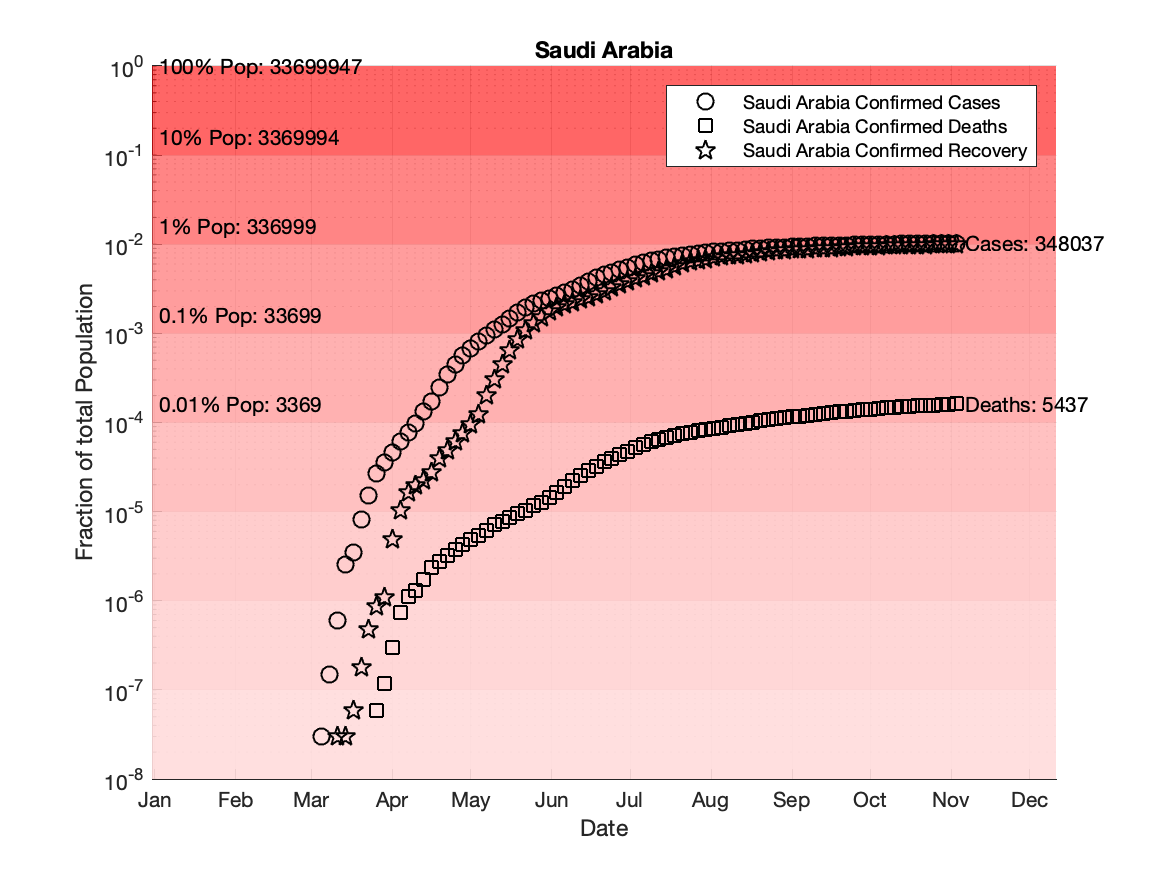 Saudi Arabia
10^0
100% Pop: 33699947
Saudi Arabia Confirmed Cases
Saudi Arabia Confirmed Deaths
Saudi Arabia Confirmed Recovery
10% Pop: 3369994
10^-1
1% Pop: 336999
10^-2
Cases: 348037
0.1% Pop: 33699
10^-3
0.01% Pop: 3369
Deaths: 5437
10^-4
10^-5
10^-6
10^-7
10^-8
Fraction of total Population
Jan Feb Mar Apr May Jun Jul Aug Sep Oct Nov Dec
Date